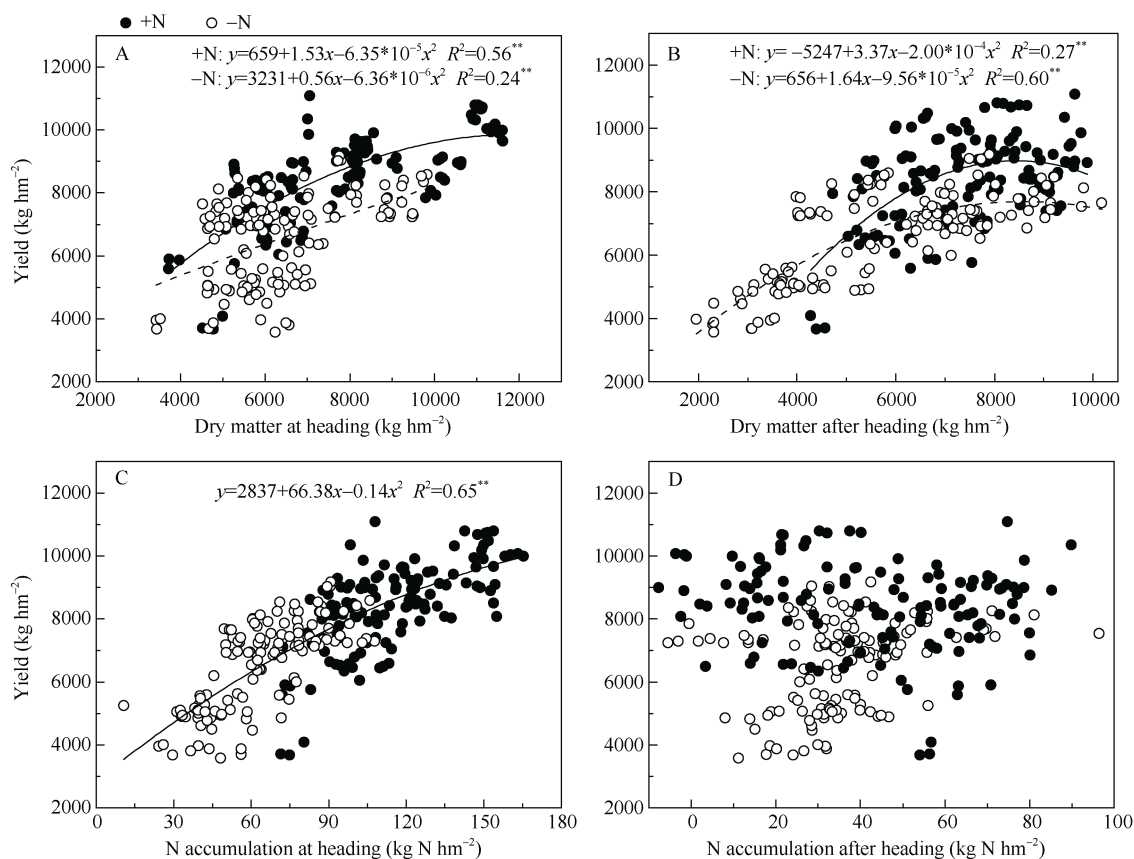 +N –N
A
+N: y=659+1.53x–6.35*10⁻⁵x² R²=0.56**
–N: y=3231+0.56x–6.36*10⁻⁶x² R²=0.24**
12000
10000
8000
6000
4000
2000
Yield (kg hm⁻²)
2000 4000 6000 8000 10000 12000
Dry matter at heading (kg hm⁻²)
B
+N: y= –5247+3.37x–2.00*10⁻⁴x² R²=0.27**
–N: y=656+1.64x–9.56*10⁻⁵x² R²=0.60**
12000
10000
8000
6000
4000
2000
2000 4000 6000 8000 10000
Dry matter after heading (kg hm⁻²)
C
y=2837+66.38x–0.14x² R²=0.65**
12000
10000
8000
6000
4000
2000
Yield (kg hm⁻²)
0 30 60 90 120 150 180
N accumulation at heading (kg N hm⁻²)
D
12000
10000
8000
6000
4000
2000
0 20 40 60 80 100
N accumulation after heading (kg N hm⁻²)